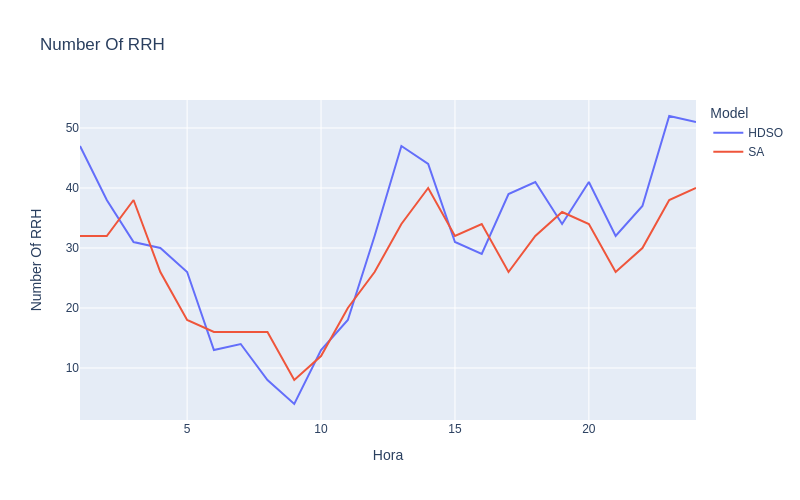 Number Of RRH
Model
HDSO
SA
50
40
30
20
10
Number Of RRH
5 10 15 20
Hora